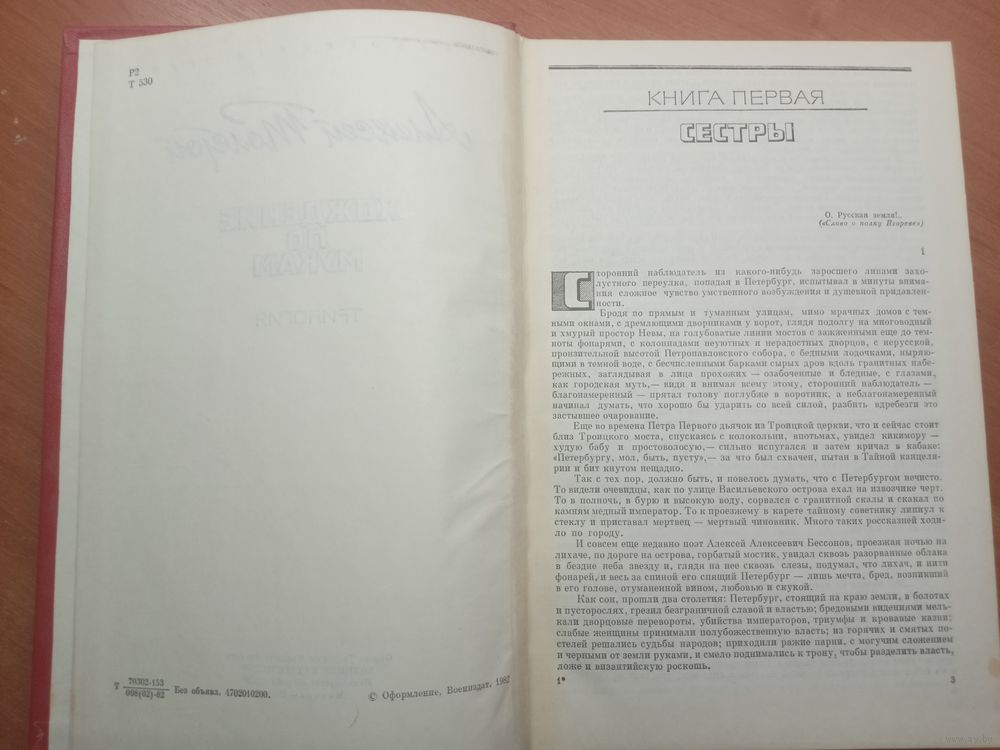 Р2
Т 530
Т 70302-153
068(02)-82 Без объявл. 4702010200.
© Оформление, Воениздат, 1982
КНИГА ПЕРВАЯ
СЕСТРЫ
О, Русская земля!..
(«Слово о полку Игореве»)
1
Сторонний наблюдатель из какого-нибудь заросшего липами захо-
лустного переулка, попадая в Петербург, испытывал в минуты внима-
ния сложное чувство умственного возбуждения и душевной придавлен-
ности.
Бродя по прямым и туманным улицам, мимо мрачных домов с тем-
ными окнами, с дремлющими дворниками у ворот, глядя подолгу на многоводный
и хмурый простор Невы, на голубоватые линии мостов с зажженными еще до тем-
ноты фонарями, с колоннадами неуютных и нерадостных дворцов, с нерусской,
пронзительной высотой Петропавловского собора, с бедными лодочками, ныряю-
щими в темной воде, с бесчисленными барками сырых дров вдоль гранитных набе-
режных, заглядывая в лица прохожих — озабоченные и бледные, с глазами,
как городская муть,— видя и внимая всему этому, сторонний наблюдатель —
благонамеренный — прятал голову поглубже в воротник, а неблагонамеренный
начинал думать, что хорошо бы ударить со всей силой, разбить вдребезги это
застывшее очарование.
Еще во времена Петра Первого дьячок из Троицкой церкви, что и сейчас стоит
близ Троицкого моста, спускаясь с колокольни, впотьмах, увидел кикимору —
худую бабу и простоволосую,— сильно испугался и затем кричал в кабаке:
«Петербургу, мол, быть, пусту»,— за что был схвачен, пытан в Тайной канцеля-
рии и бит кнутом нещадно.
Так с тех пор, должно быть, и повелось думать, что с Петербургом нечисто.
То видели очевидцы, как по улице Васильевского острова ехал на извозчике черт.
То в полночь, в бурю и высокую воду, сорвался с гранитной скалы и скакал по
камням медный император. То к проезжему в карете тайному советнику липнул к
стеклу и приставал мертвец — мертвый чиновник. Много таких россказней ходи-
ло по городу.
И совсем еще недавно поэт Алексей Алексеевич Бессонов, проезжая ночью на
лихаче, по дороге на острова, горбатый мостик, увидал сквозь разорванные облака
в бездне неба звезду и, глядя на нее сквозь слезы, подумал, что лихач, и нити
фонарей, и весь за спиной его спящий Петербург — лишь мечта, бред, возникший
в его голове, отуманенной вином, любовью и скукой.
Как сон, прошли два столетия: Петербург, стоящий на краю земли, в болотах
и пусторослях, грезил безграничной славой и властью; бредовыми видениями мель-
кали дворцовые перевороты, убийства императоров, триумфы и кровавые казни;
слабые женщины принимали полубожественную власть; из горячих и смятых по-
стелей решались судьбы народов; приходили ражие парни, с могучим сложением
и черными от земли руками, и смело поднимались к трону, чтобы разделить власть,
ложе и византийскую роскошь.
1*
3